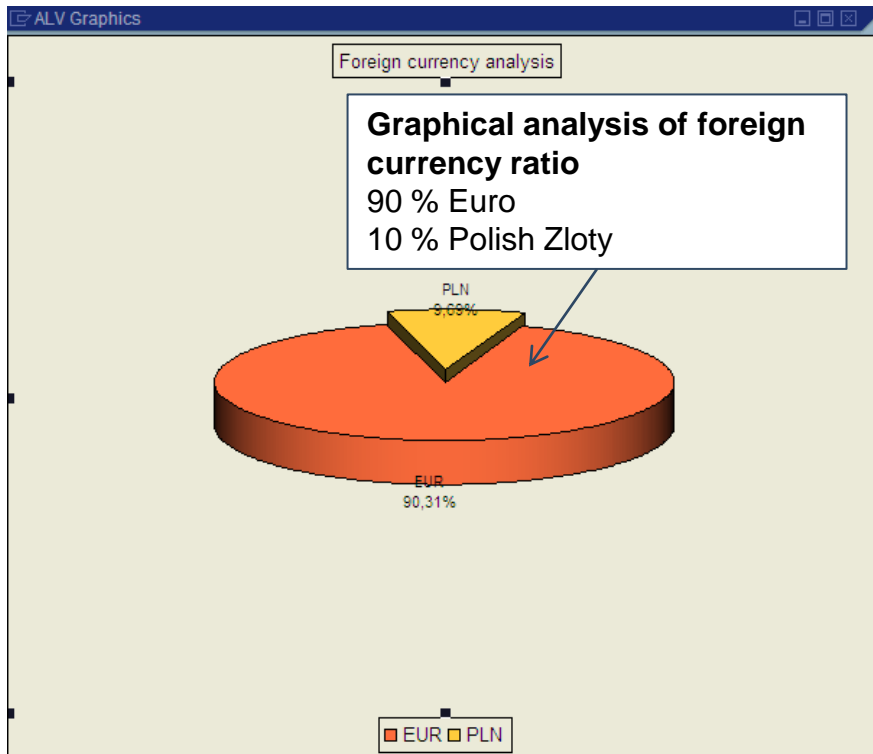 ALV Graphics
Foreign currency analysis
Graphical analysis of foreign
currency ratio
90 % Euro
10 % Polish Zloty
PLN
9,69%
EUR
90,31%
EUR PLN